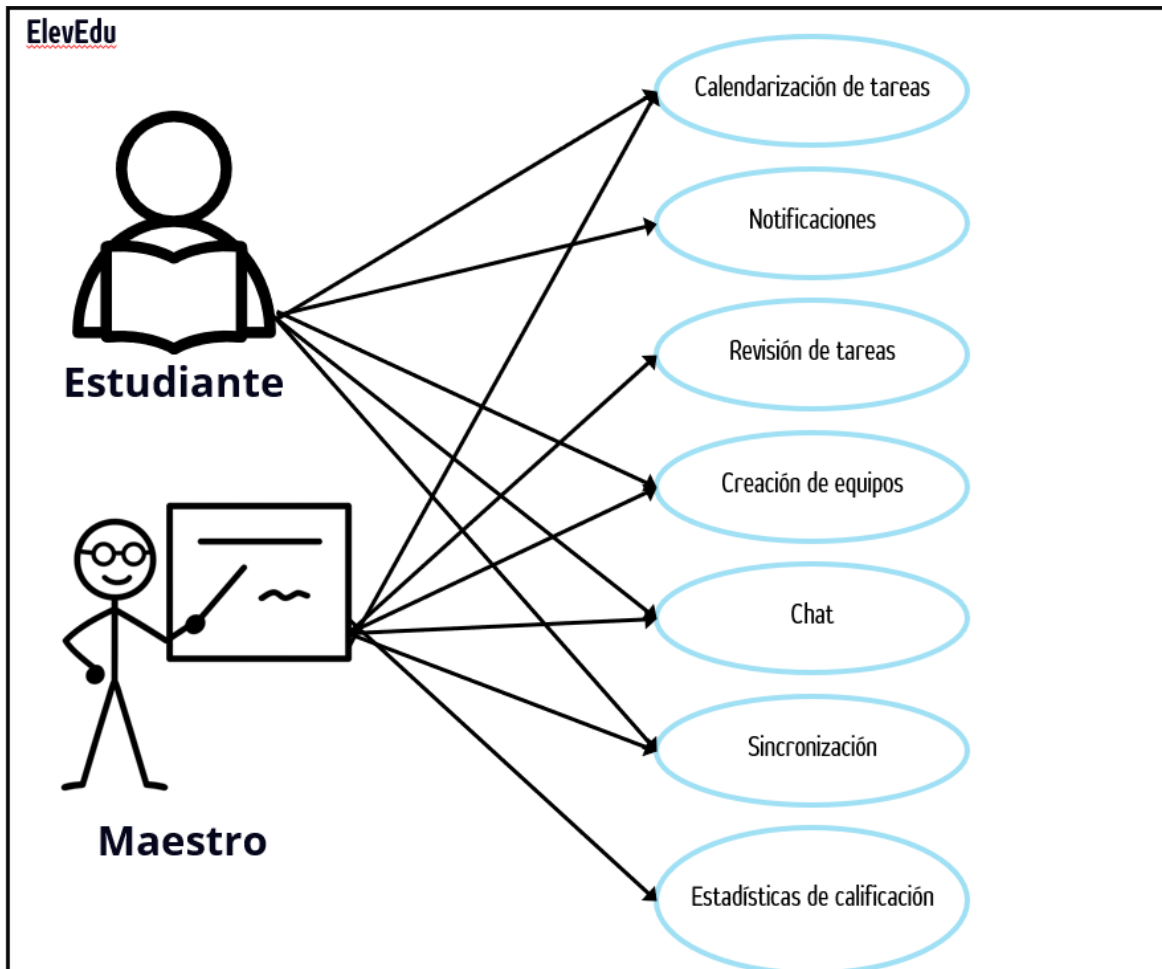 ElevEdu
Calendarización de tareas
Notificaciones
Revisión de tareas
Estudiante
Creación de equipos
Chat
Sincronización
Maestro
Estadísticas de calificación